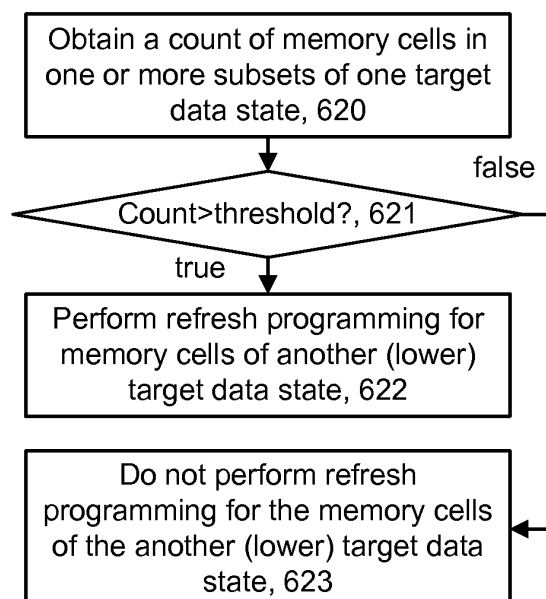 Obtain a count of memory cells in
one or more subsets of one target
data state, 620
false
Count>threshold?, 621
true
Perform refresh programming for
memory cells of another (lower)
target data state, 622
Do not perform refresh
programming for the memory cells
of the another (lower) target data
state, 623